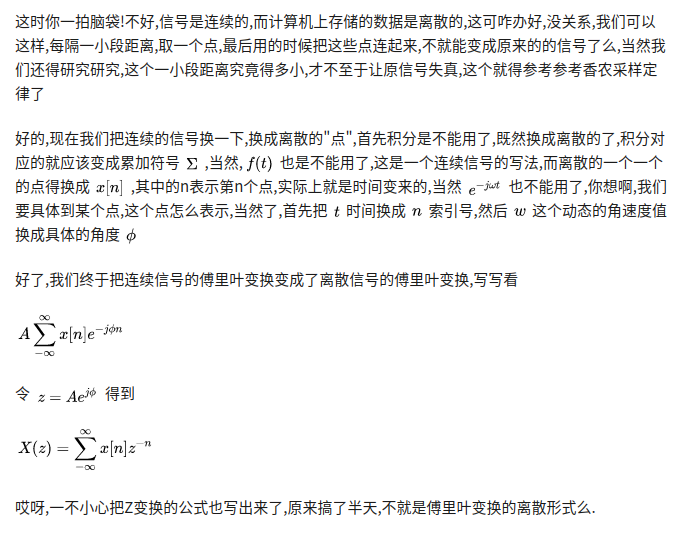 这时你一拍脑袋!不好,信号是连续的,而计算机上存储的数据是离散的,这可咋办好,没关系,我们可以
这样,每隔一小段距离,取一个点,最后用的时候把这些点连起来,不就能变成原来的的信号了么,当然我
们还得研究研究,这个一小段距离究竟得多小,才不至于让原信号失真,这个就得参考参考香农采样定
律了
好的,现在我们把连续的信号换一下,换成离散的"点",首先积分是不能用了,既然换成离散的了,积分对
应的就应该变成累加符号 Σ ,当然, f(t) 也是不能用了,这是一个连续信号的写法,而离散的一个一个
的点得换成 x[n] ,其中的n表示第n个点,实际上就是时间变来的,当然 e^{-jωt} 也不能用了,你想啊,我们
要具体到某个点,这个点怎么表示,当然了,首先把 t 时间换成 n 索引号,然后 w 这个动态的角速度值
换成具体的角度 ϕ
好了,我们终于把连续信号的傅里叶变换变成了离散信号的傅里叶变换,写写看
A∑_{-∞}^{∞} x[n]e^{-jϕn}
令 z = Ae^{jϕ} 得到
X(z) = ∑_{-∞}^{∞} x[n]z^{-n}
哎呀,一不小心把Z变换的公式也写出来了,原来搞了半天,不就是傅里叶变换的离散形式么.